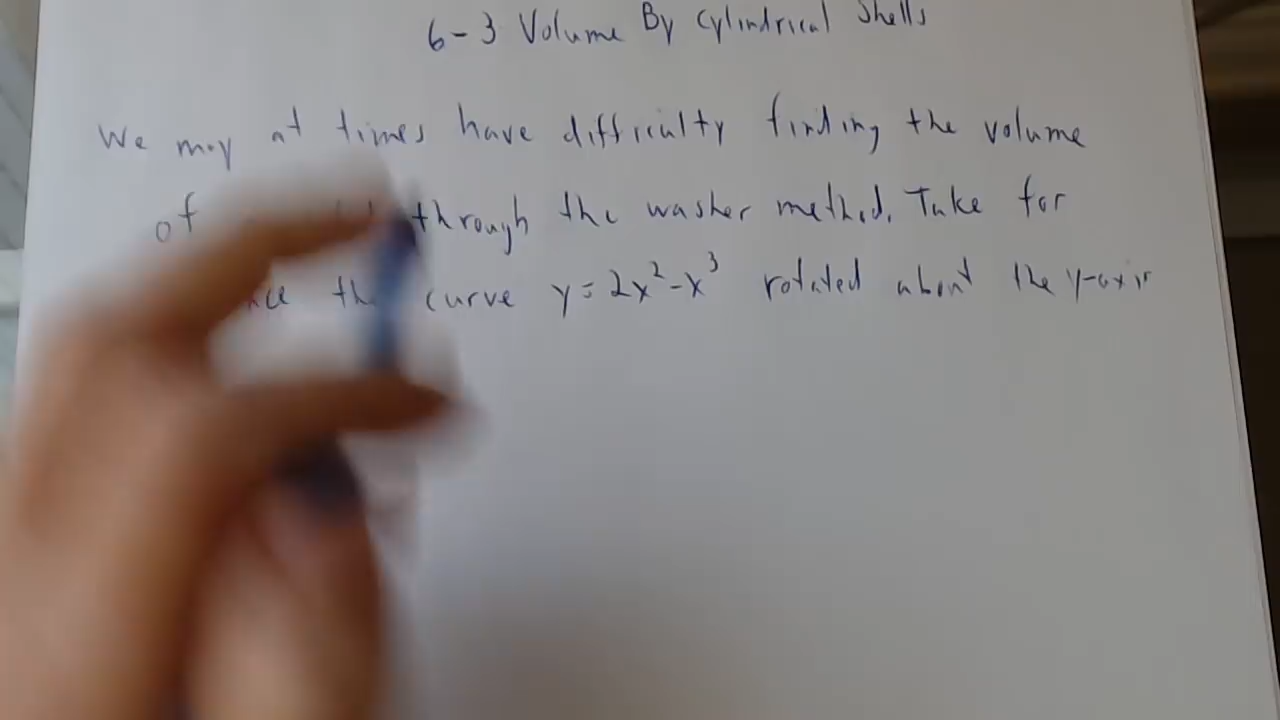 6-3 Volume By Cylindrical Shells
We may at times have difficulty finding the volume
of through the washer method. Take for
the curve y=2x²-x³ rotated about the y-axis